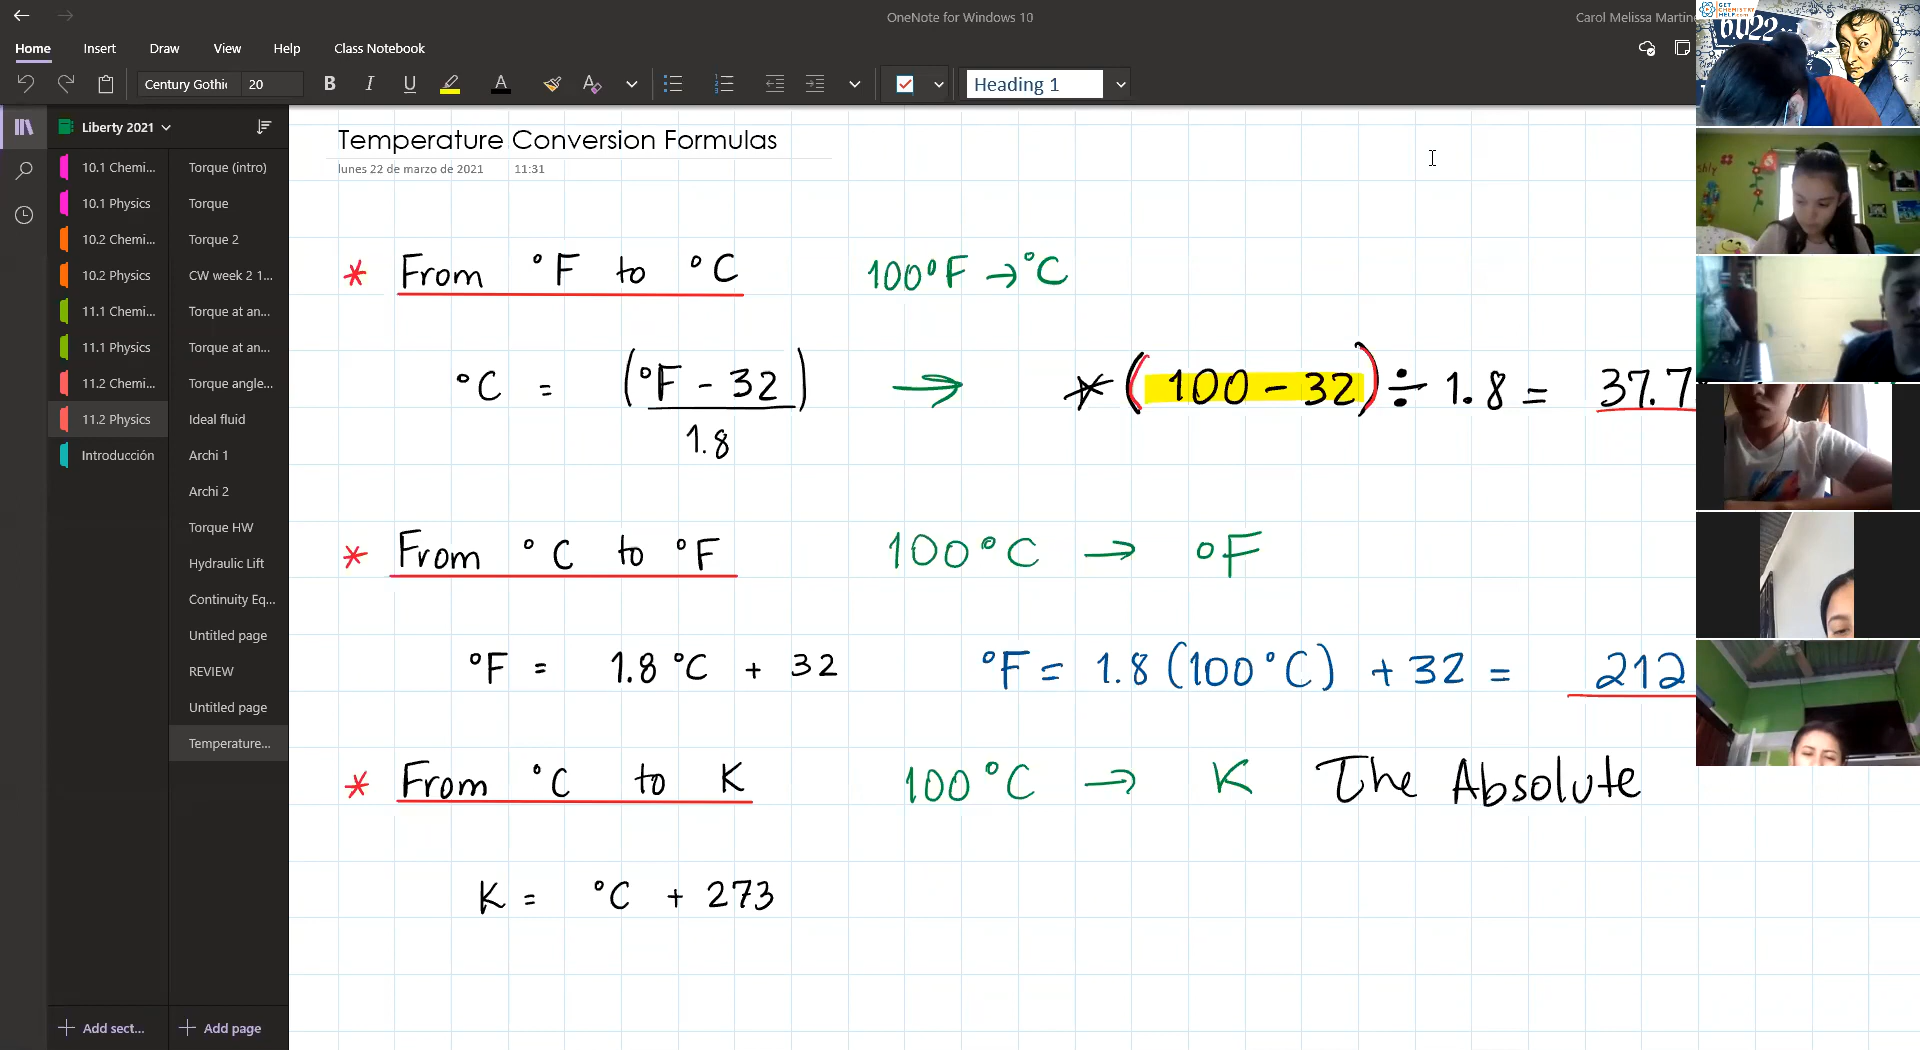 OneNote for Windows 10
Carol Melissa Martin
Home Insert Draw View Help Class Notebook
Century Gothic 20 B I U A Heading 1
Liberty 2021
10.1 Chemi...
10.1 Physics
10.2 Chemi...
10.2 Physics
11.1 Chemi...
11.1 Physics
11.2 Chemi...
11.2 Physics
Introducción
Add sect...
Torque (intro)
Torque
Torque 2
CW week 2 1...
Torque at an...
Torque at an...
Torque angle...
Ideal fluid
Archi 1
Archi 2
Torque HW
Hydraulic Lift
Continuity Eq...
Untitled page
REVIEW
Untitled page
Temperature...
Add page
Temperature Conversion Formulas
lunes 22 de marzo de 2021 11:31
* From °F to °C 100°F → °C
°C = (°F - 32) / 1.8 → * (100 - 32) ÷ 1.8 = 37.7
* From °C to °F 100°C → °F
°F = 1.8 °C + 32 °F = 1.8 (100°C) + 32 = 212
* From °C to K 100°C → K The Absolute
K = °C + 273
GET
CHEMISTRY
HELP.com
6022